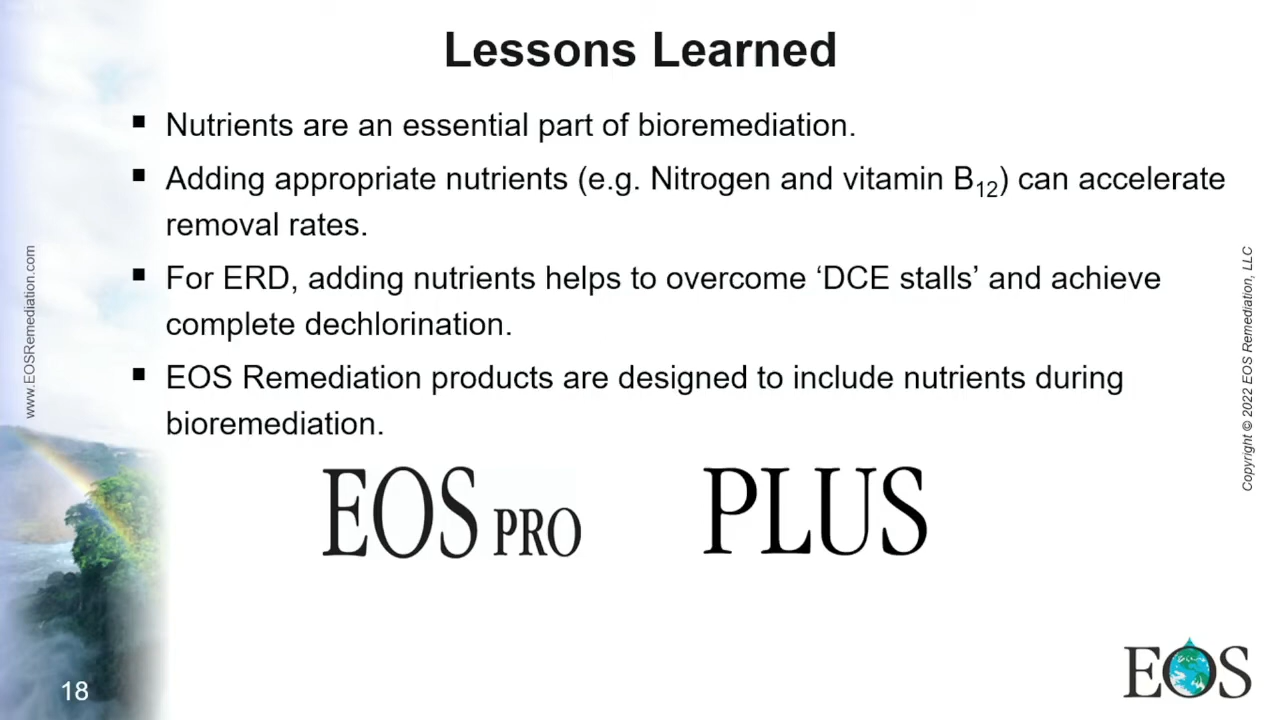 Lessons Learned
▪ Nutrients are an essential part of bioremediation.
▪ Adding appropriate nutrients (e.g. Nitrogen and vitamin B₁₂) can accelerate
removal rates.
▪ For ERD, adding nutrients helps to overcome ‘DCE stalls’ and achieve
complete dechlorination.
▪ EOS Remediation products are designed to include nutrients during
bioremediation.
EOS PRO
PLUS
www.EOSRemediation.com
Copyright © 2022 EOS Remediation, LLC
18
EOS